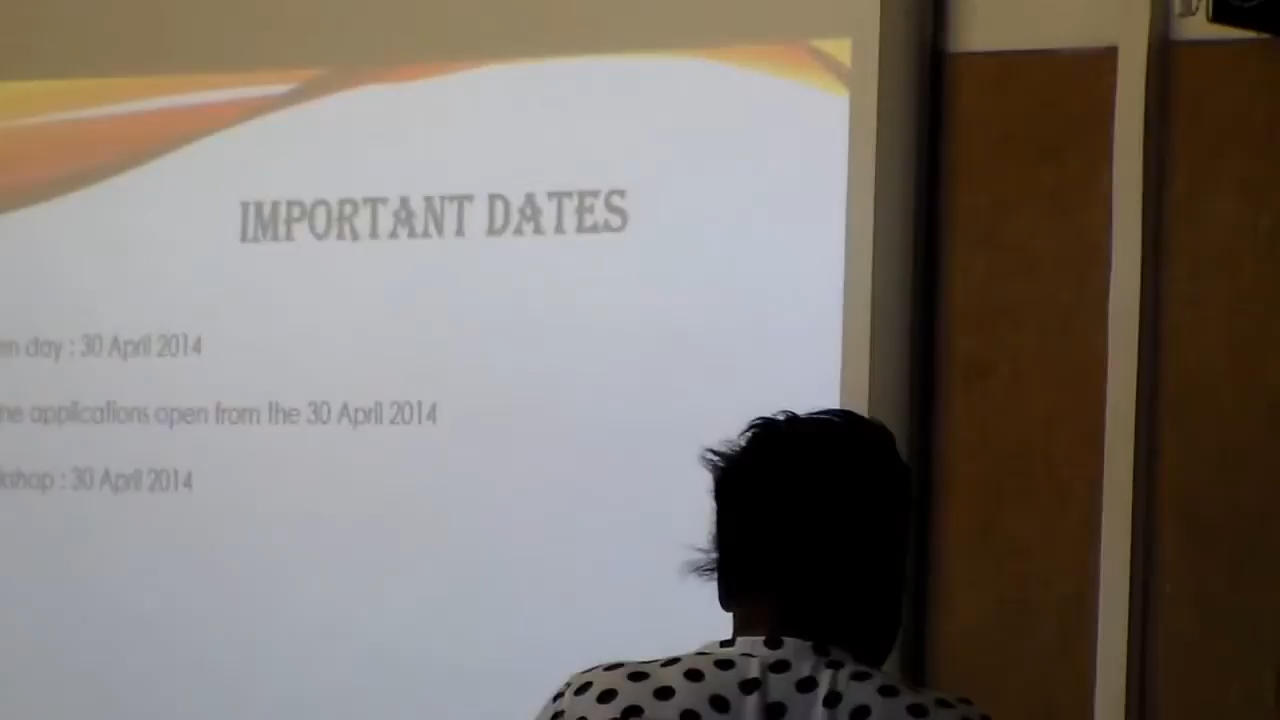 IMPORTANT DATES
day : 30 April 2014
applications open from the 30 April 2014
: 30 April 2014